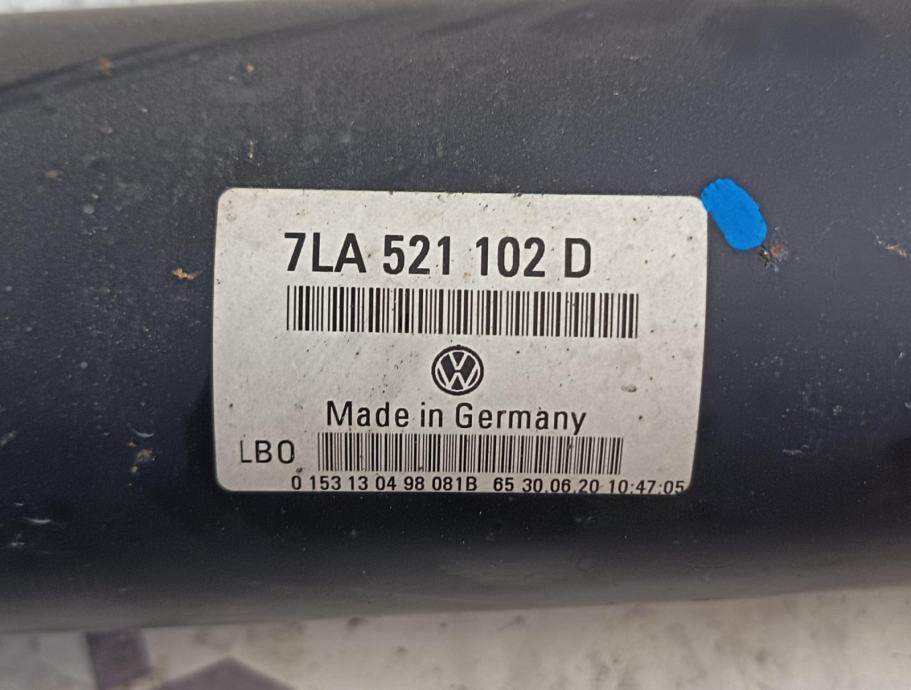 7LA 521 102 D
Made in Germany
LBO
0 153 13 04 98 081B 65 30.06.20 10:47:05